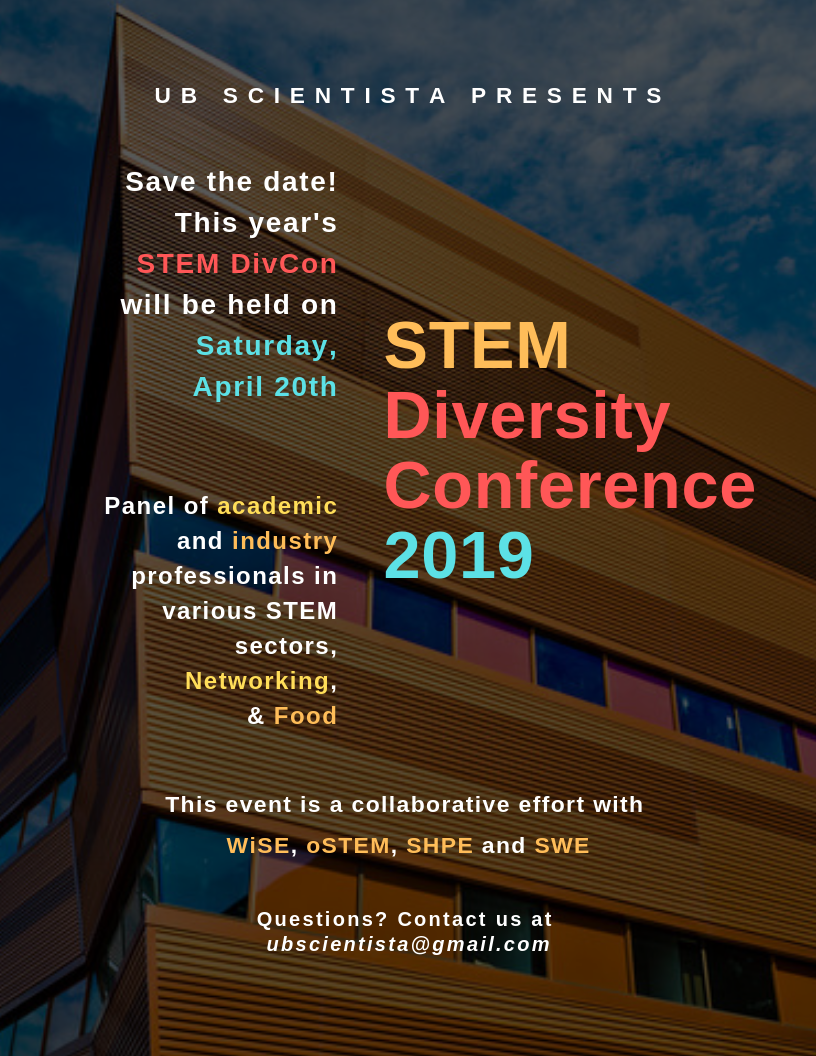 UB SCIENTISTA PRESENTS
Save the date!
This year's
STEM DivCon
will be held on
Saturday,
April 20th
STEM
Diversity
Conference
2019
Panel of academic
and industry
professionals in
various STEM
sectors,
Networking,
& Food
This event is a collaborative effort with
WiSE, oSTEM, SHPE and SWE
Questions? Contact us at
ubscientista@gmail.com